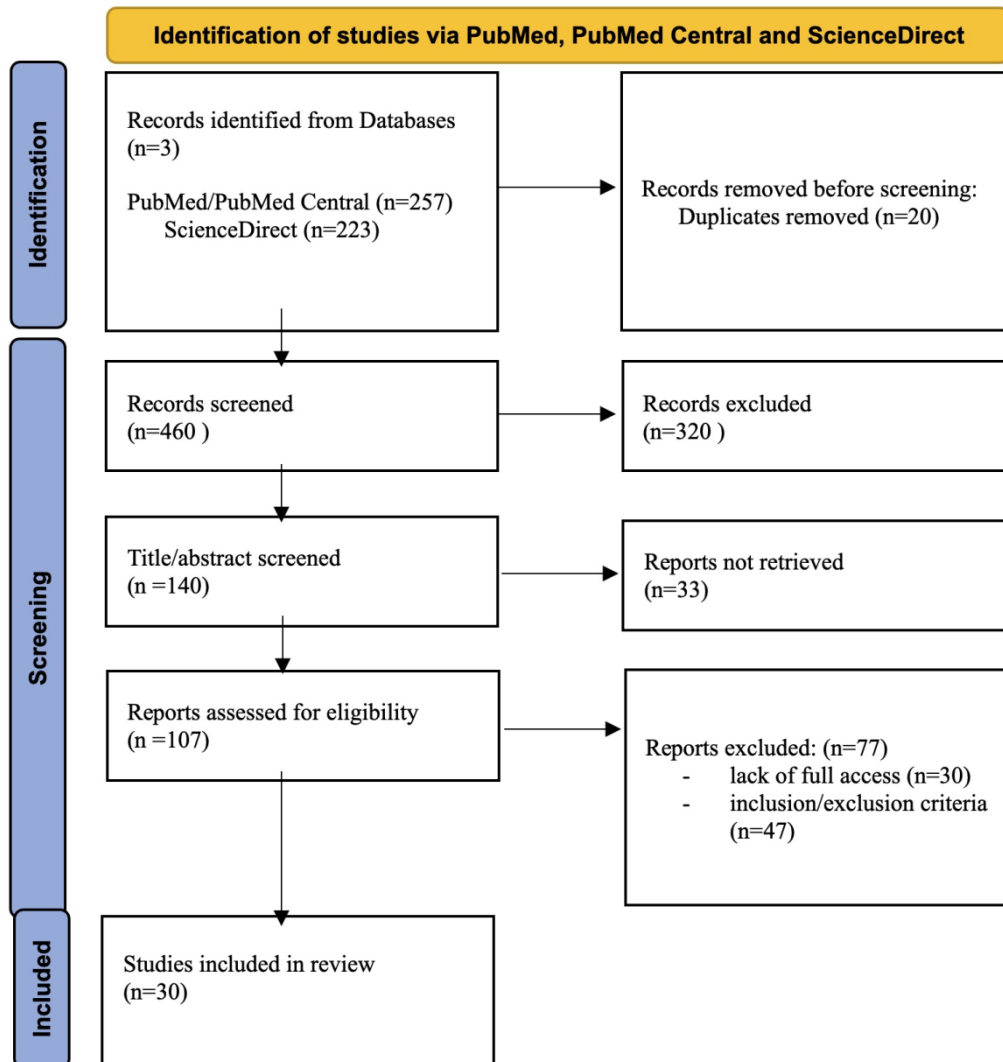 Identification of studies via PubMed, PubMed Central and ScienceDirect
Identification
Records identified from Databases
(n=3)
PubMed/PubMed Central (n=257)
ScienceDirect (n=223)
Records removed before screening:
Duplicates removed (n=20)
Screening
Records screened
(n=460 )
Records excluded
(n=320 )
Title/abstract screened
(n =140)
Reports not retrieved
(n=33)
Reports assessed for eligibility
(n =107)
Reports excluded: (n=77)
- lack of full access (n=30)
- inclusion/exclusion criteria
(n=47)
Included
Studies included in review
(n=30)